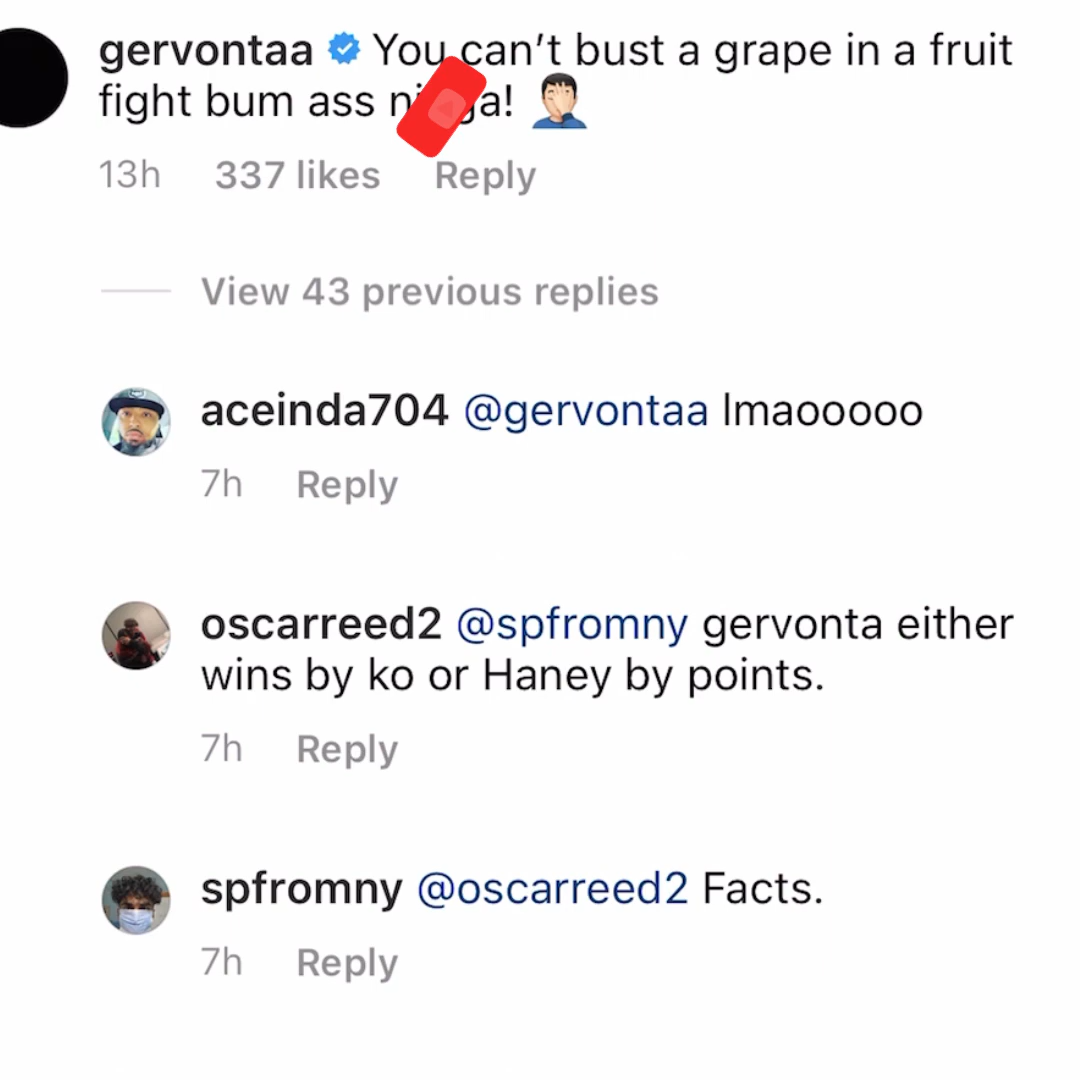 gervontaa You can't bust a grape in a fruit
fight bum ass
13h 337 likes Reply
View 43 previous replies
aceinda704 @gervontaa lmaooooo
7h Reply
oscarreed2 @spfromny gervonta either
wins by ko or Haney by points.
7h Reply
spfromny @oscarreed2 Facts.
7h Reply